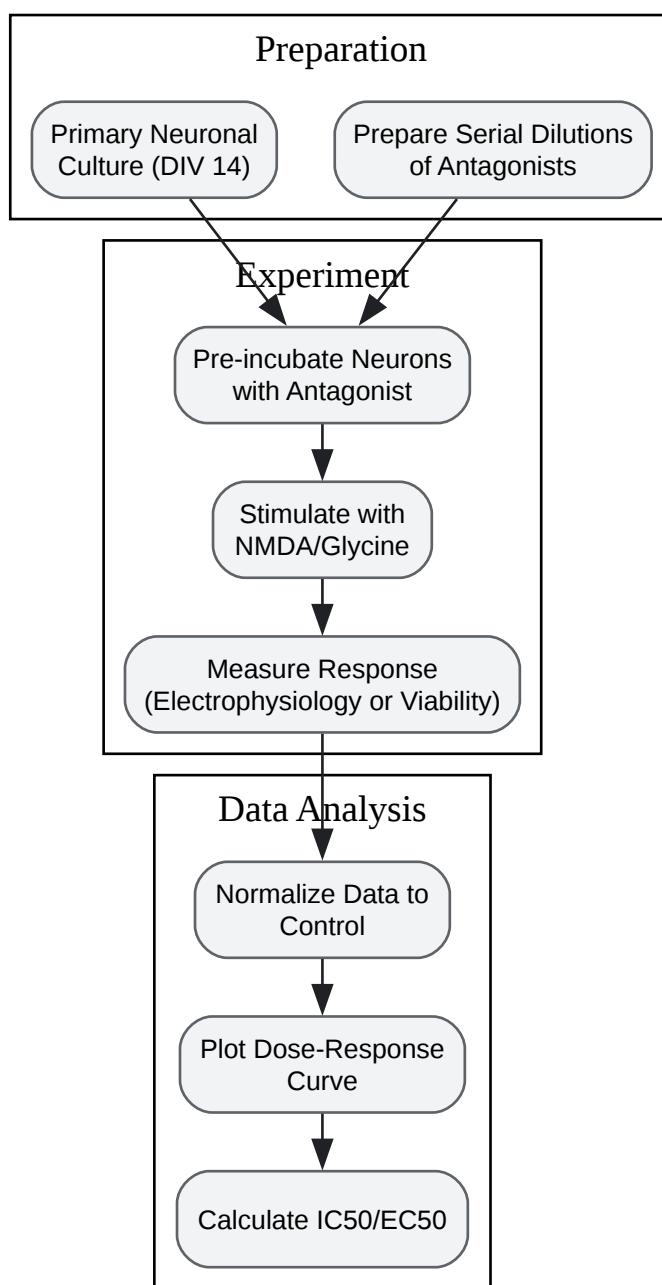 Preparation
Primary Neuronal
Culture (DIV 14)
Prepare Serial Dilutions
of Antagonists
Experiment
Pre-incubate Neurons
with Antagonist
Stimulate with
NMDA/Glycine
Measure Response
(Electrophysiology or Viability)
Data Analysis
Normalize Data to
Control
Plot Dose-Response
Curve
Calculate IC50/EC50